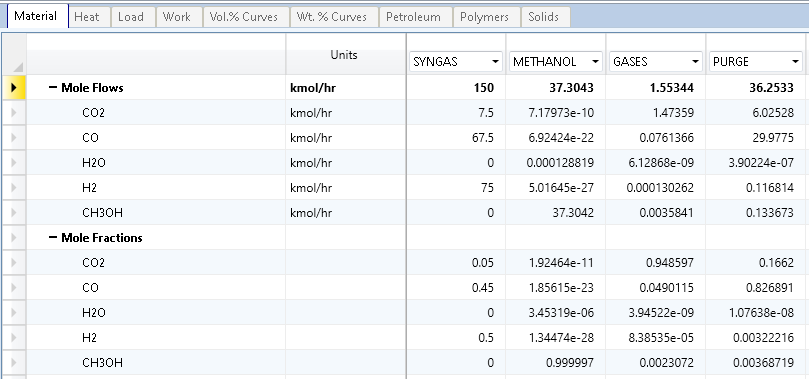 Material Heat Load Work Vol.% Curves Wt. % Curves Petroleum Polymers Solids
Units SYNGAS METHANOL GASES PURGE
− Mole Flows kmol/hr 150 37.3043 1.55344 36.2533
CO2 kmol/hr 7.5 7.17973e-10 1.47359 6.02528
CO kmol/hr 67.5 6.92424e-22 0.0761366 29.9775
H2O kmol/hr 0 0.000128819 6.12868e-09 3.90224e-07
H2 kmol/hr 75 5.01645e-27 0.000130262 0.116814
CH3OH kmol/hr 0 37.3042 0.0035841 0.133673
− Mole Fractions
CO2 0.05 1.92464e-11 0.948597 0.1662
CO 0.45 1.85615e-23 0.0490115 0.826891
H2O 0 3.45319e-06 3.94522e-09 1.07638e-08
H2 0.5 1.34474e-28 8.38535e-05 0.00322216
CH3OH 0 0.999997 0.0023072 0.00368719